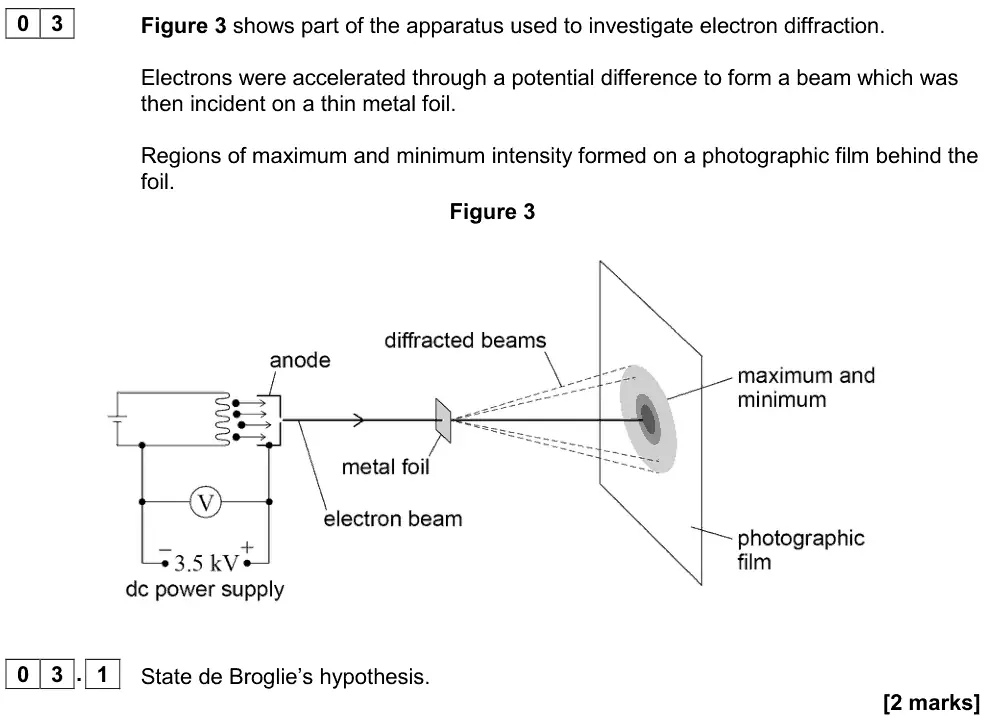 0 3 Figure 3 shows part of the apparatus used to investigate electron diffraction.
Electrons were accelerated through a potential difference to form a beam which was
then incident on a thin metal foil.
Regions of maximum and minimum intensity formed on a photographic film behind the
foil.
Figure 3
diffracted beams
anode
maximum and
minimum
metal foil
V
electron beam
photographic
film
− 3.5 kV +
dc power supply
0 3 . 1 State de Broglie’s hypothesis.
[2 marks]